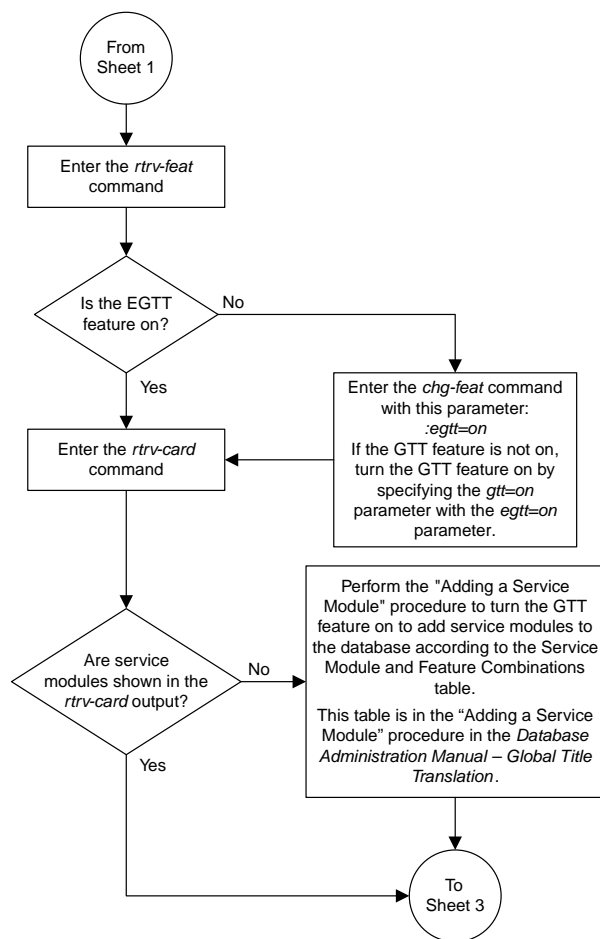 From
Sheet 1
Enter the rtrv-feat
command
Is the EGTT
feature on?
No
Yes
Enter the chg-feat command
with this parameter:
:egtt=on
If the GTT feature is not on,
turn the GTT feature on by
specifying the gtt=on
parameter with the egtt=on
parameter.
Enter the rtrv-card
command
Are service
modules shown in the
rtrv-card output?
No
Yes
Perform the "Adding a Service
Module" procedure to turn the GTT
feature on to add service modules to
the database according to the Service
Module and Feature Combinations
table.
This table is in the “Adding a Service
Module” procedure in the Database
Administration Manual – Global Title
Translation.
To
Sheet 3